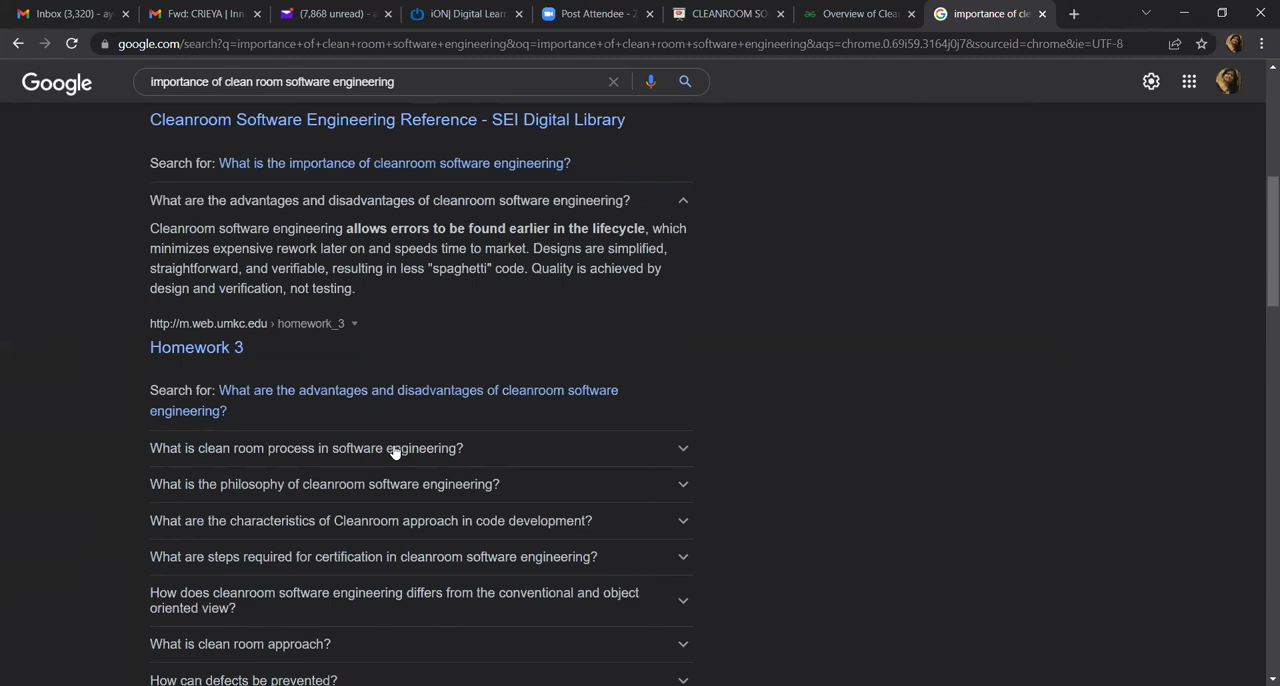 Inbox (3,320) - ay
Fwd: CRIEYA | Inn
(7,868 unread) - a
iON| Digital Lear
Post Attendee - Z
CLEANROOM SO
Overview of Clea
importance of cle
google.com/search?q=importance+of+clean+room+software+engineering&oq=importance+of+clean+room+software+engineering&aqs=chrome.0.69i59.3164j0j7&sourceid=chrome&ie=UTF-8
Google
importance of clean room software engineering
Cleanroom Software Engineering Reference - SEI Digital Library
Search for: What is the importance of cleanroom software engineering?
What are the advantages and disadvantages of cleanroom software engineering?
Cleanroom software engineering allows errors to be found earlier in the lifecycle, which
minimizes expensive rework later on and speeds time to market. Designs are simplified,
straightforward, and verifiable, resulting in less "spaghetti" code. Quality is achieved by
design and verification, not testing.
http://m.web.umkc.edu › homework_3
Homework 3
Search for: What are the advantages and disadvantages of cleanroom software
engineering?
What is clean room process in software engineering?
What is the philosophy of cleanroom software engineering?
What are the characteristics of Cleanroom approach in code development?
What are steps required for certification in cleanroom software engineering?
How does cleanroom software engineering differs from the conventional and object
oriented view?
What is clean room approach?
How can defects be prevented?